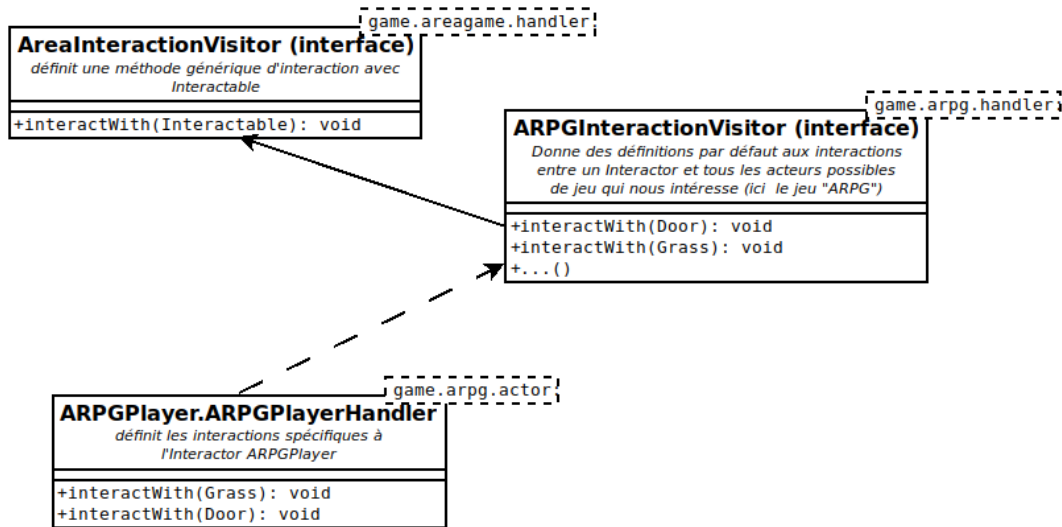 game.areagame.handler
AreaInteractionVisitor (interface)
définit une méthode générique d'interaction avec
Interactable
+interactWith(Interactable): void
game.arpg.handler
ARPGInteractionVisitor (interface)
Donne des définitions par défaut aux interactions
entre un Interactor et tous les acteurs possibles
de jeu qui nous intéresse (ici le jeu "ARPG")
+interactWith(Door): void
+interactWith(Grass): void
+...()
game.arpg.actor
ARPGPlayer.ARPGPlayerHandler
définit les interactions spécifiques à
l'Interactor ARPGPlayer
+interactWith(Grass): void
+interactWith(Door): void